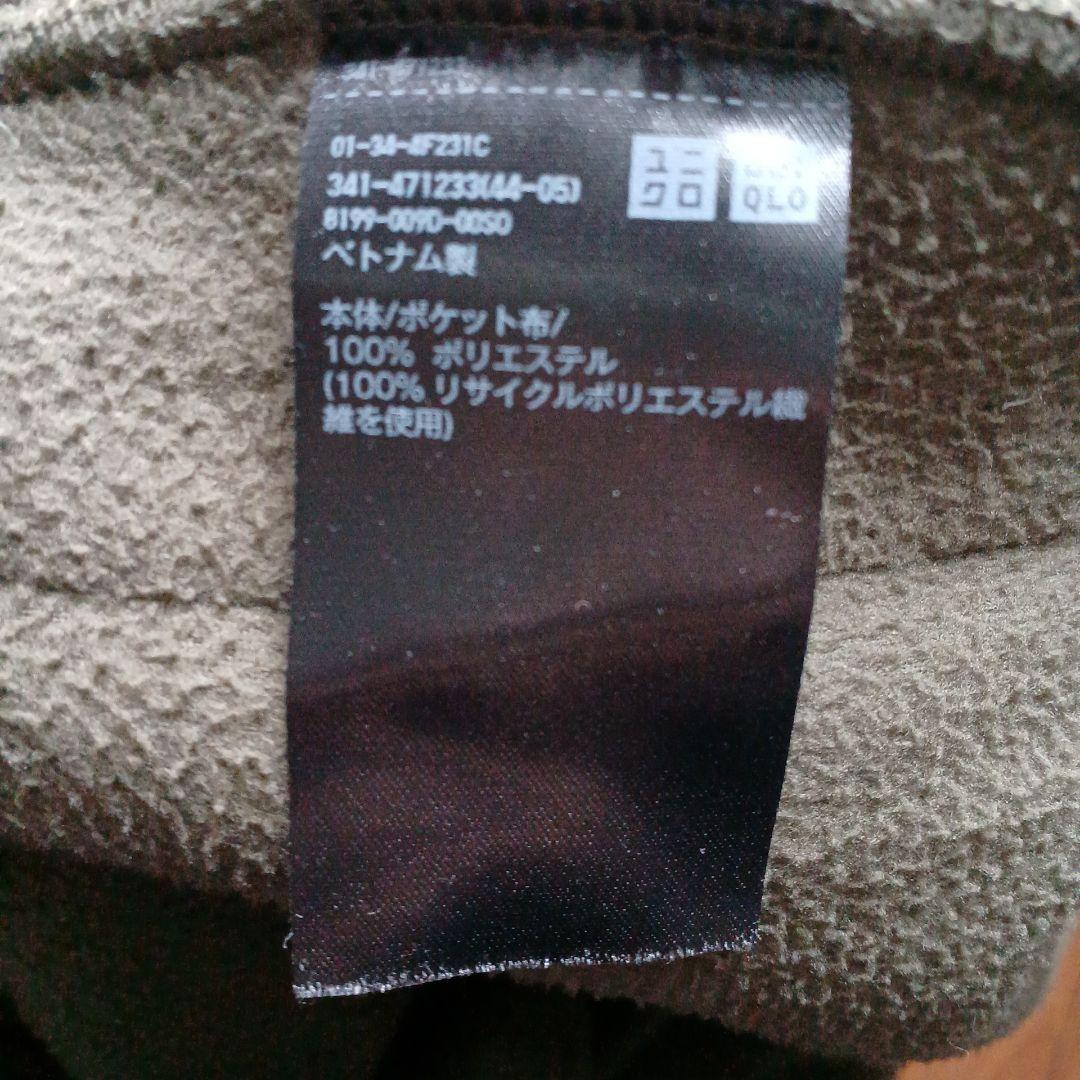 01-34-4F231C
341-471233(44-05)
8199-009D-00S0
ベトナム製
ユニ
クロ
QLO
本体/ポケット布/
100% ポリエステル
(100% リサイクルポリエステル繊
維を使用)